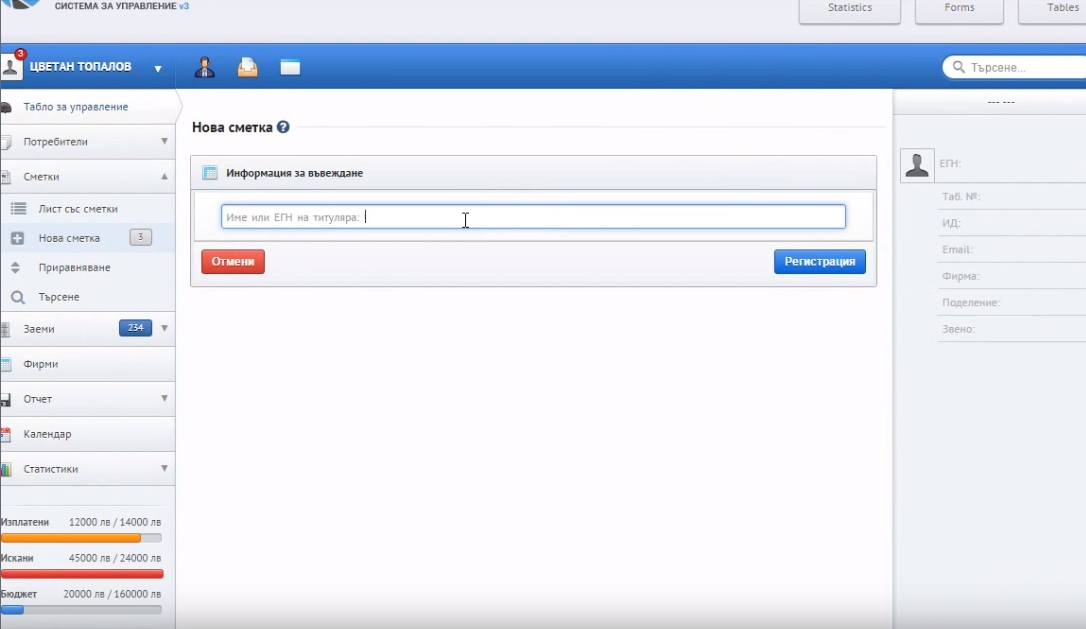 СИСТЕМА ЗА УПРАВЛЕНИЕ v3
Statistics
Forms
Tables
3
ЦВЕТАН ТОПАЛОВ
Търсене...
Табло за управление
Потребители
Сметки
Лист със сметки
Нова сметка
3
Приравняване
Търсене
Заеми
234
Фирми
Отчет
Календар
Статистики
Изплатени 12000 лв / 14000 лв
Искани 45000 лв / 24000 лв
Бюджет 20000 лв / 160000 лв
Нова сметка ?
Информация за въвеждане
Име или ЕГН на титуляра:
Отмени
Регистрация
--- ---
ЕГН:
Таб. №:
ИД:
Email:
Фирма:
Поделение:
Звено: